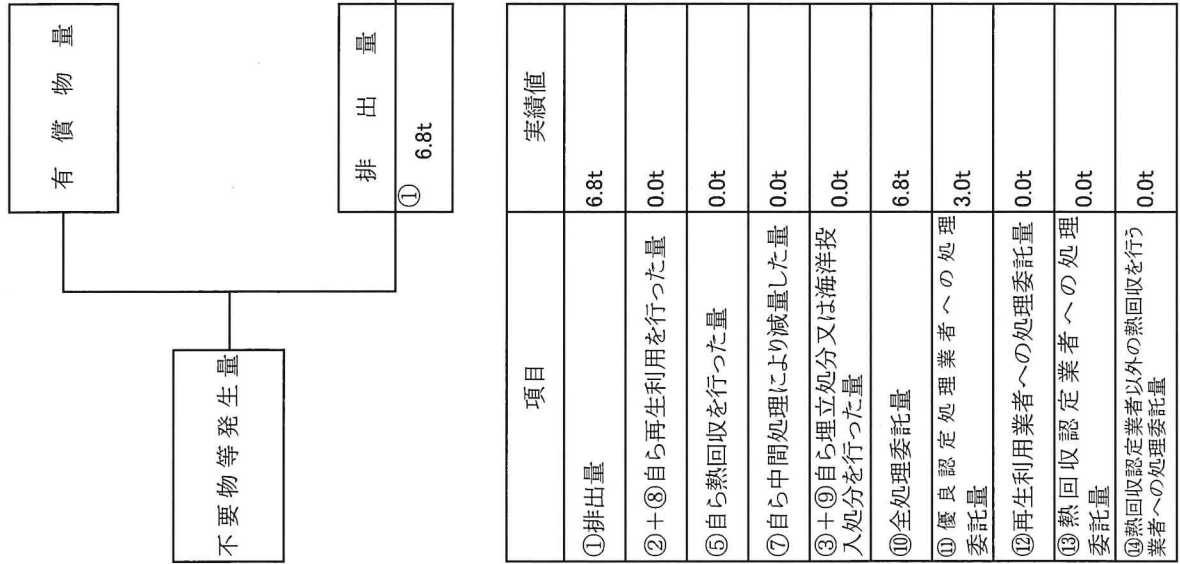 有償物量
排出量
①
6.8t
不要物等発生量
項目
実績値
①排出量
6.8t
②+⑧自ら再生利用を行った量
0.0t
⑤自ら熱回収を行った量
0.0t
⑦自ら中間処理により減量した量
0.0t
③+⑨自ら埋立処分又は海洋投
入処分を行った量
0.0t
⑩全処理委託量
6.8t
⑪優良認定処理業者への処理
委託量
3.0t
⑫再生利用業者への処理委託量
0.0t
⑬熱回収認定業者への処理
委託量
0.0t
⑭熱回収認定業者以外の熱回収を行う
業者への処理委託量
0.0t